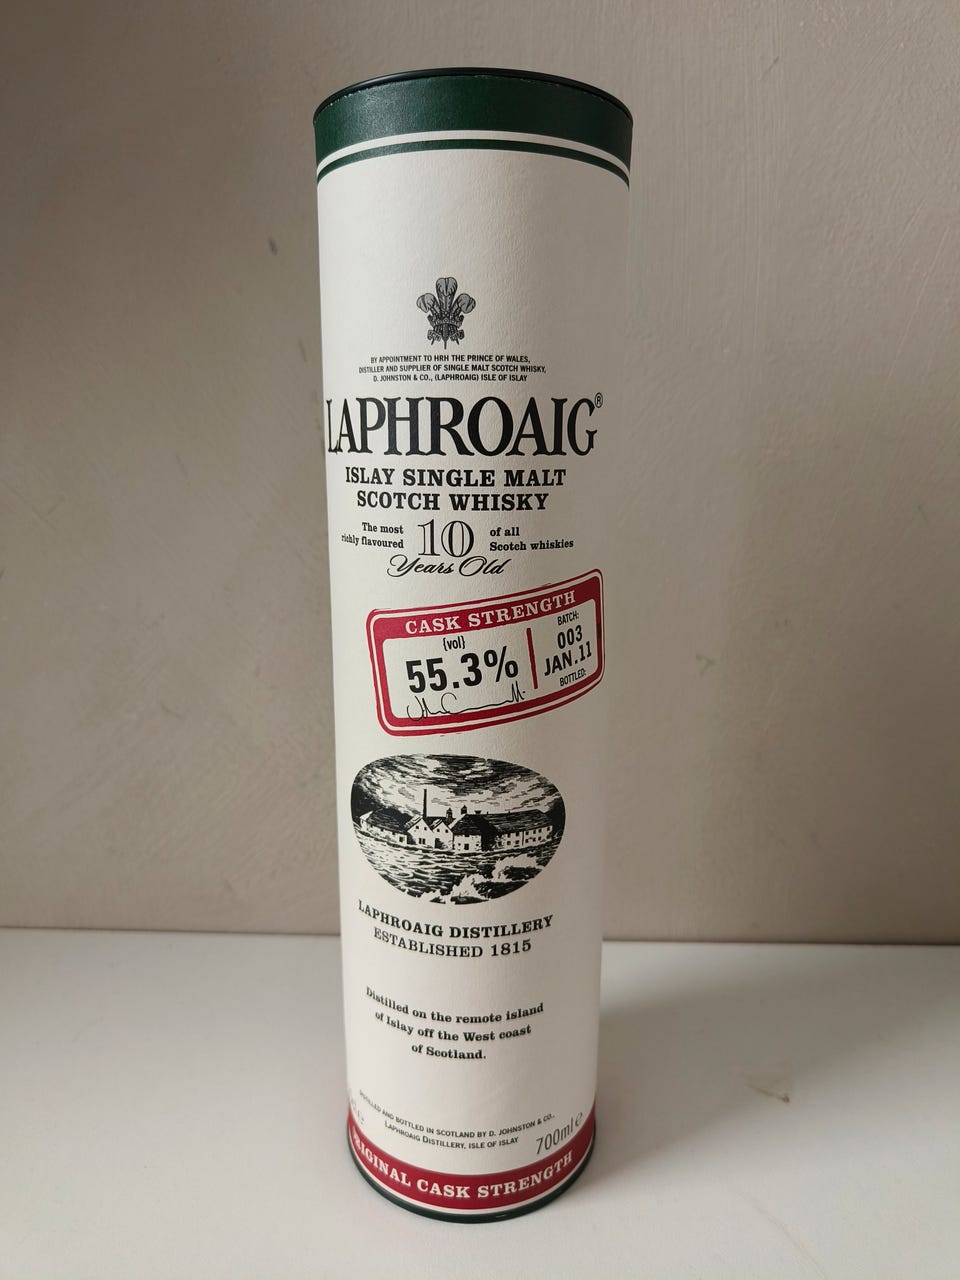 BY APPOINTMENT TO HRH THE PRINCE OF WALES,
DISTILLER AND SUPPLIER OF SINGLE MALT SCOTCH WHISKY,
D. JOHNSTON & CO., (LAPHROAIG) ISLE OF ISLAY
LAPHROAIG®
ISLAY SINGLE MALT
SCOTCH WHISKY
The most
richly flavoured
10
Years Old
of all
Scotch whiskies
CASK STRENGTH
{vol}
55.3%
BATCH:
003
JAN.11
BOTTLED:
LAPHROAIG DISTILLERY
ESTABLISHED 1815
Distilled on the remote island
of Islay off the West coast
of Scotland.
DISTILLED AND BOTTLED IN SCOTLAND BY D. JOHNSTON & CO.,
LAPHROAIG DISTILLERY, ISLE OF ISLAY
700ml ℮
ORIGINAL CASK STRENGTH